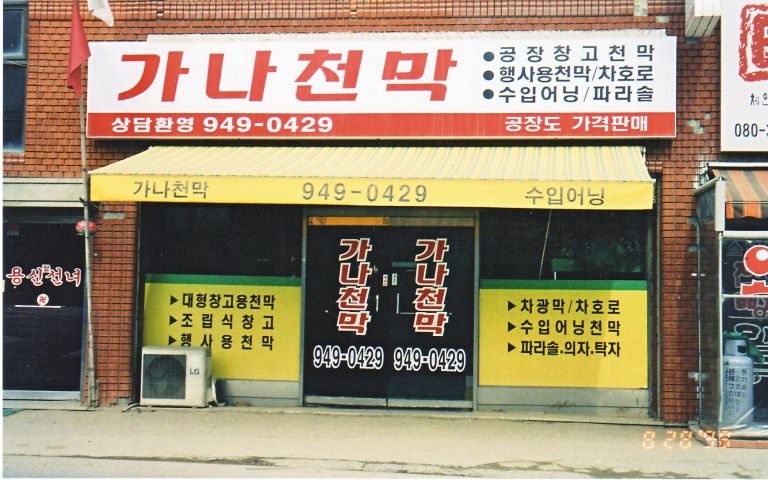 가나천막
●공장창고천막
●행사용천막/차호로
●수입어닝/파라솔
상담환영 949-0429
공장도 가격판매
가나천막 949-0429 수입어닝
용신선녀
卍
가나천막
가나천막
949-0429 949-0429
▶대형창고용천막
▶조립식창고
▶행사용천막
▶차광막/차호로
▶수입어닝천막
▶파라솔.의자.탁자
LG
080-
8 28 '98